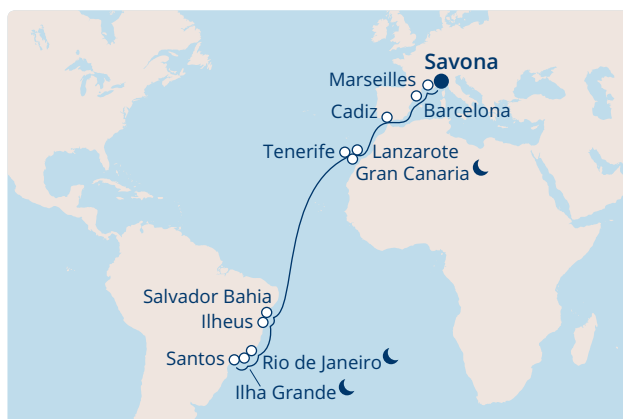 Savona
Marseilles
Barcelona
Cadiz
Tenerife
Lanzarote
Gran Canaria
Salvador Bahia
Ilheus
Santos
Rio de Janeiro
Ilha Grande